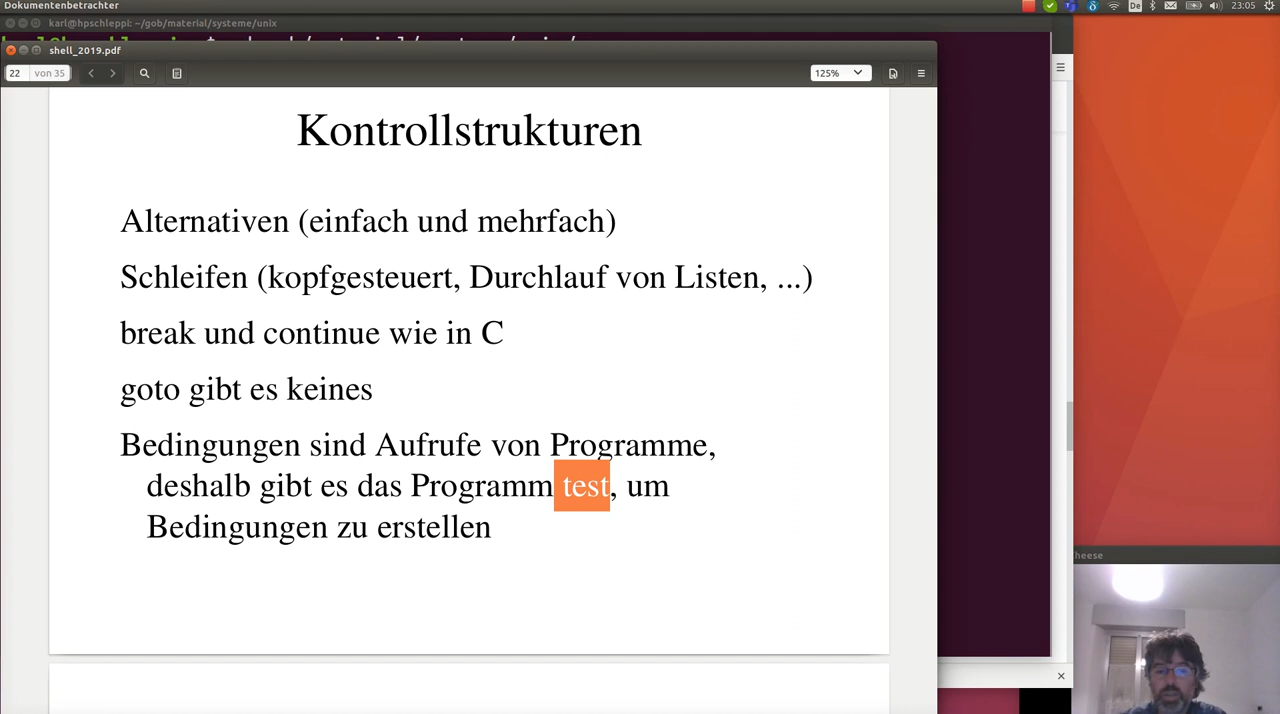 Dokumentenbetrachter
De
23:05
karl@hpschleppi: ~/gob/material/systeme/unix
shell_2019.pdf
22 von 35
125%
Kontrollstrukturen
Alternativen (einfach und mehrfach)
Schleifen (kopfgesteuert, Durchlauf von Listen, ...)
break und continue wie in C
goto gibt es keines
Bedingungen sind Aufrufe von Programme,
deshalb gibt es das Programm test, um
Bedingungen zu erstellen
heese